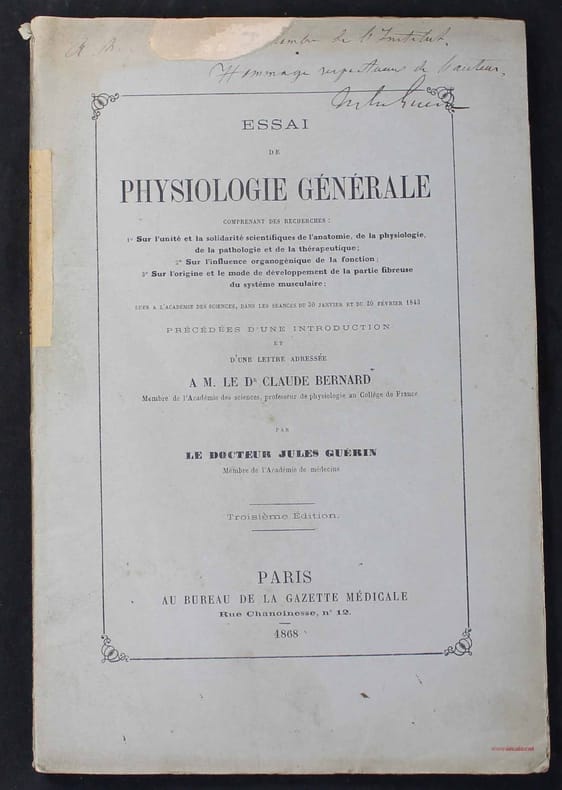 A M. membre de l'Institut,
Hommage respectueux de l'auteur,
Jules Guérin
ESSAI
DE
PHYSIOLOGIE GÉNÉRALE
COMPRENANT DES RECHERCHES :
1° Sur l'unité et la solidarité scientifiques de l'anatomie, de la physiologie,
de la pathologie et de la thérapeutique;
2° Sur l'influence organogénique de la fonction;
3° Sur l'origine et le mode de développement de la partie fibreuse
du système musculaire;
LUES A L'ACADÉMIE DES SCIENCES, DANS LES SÉANCES DU 30 JANVIER ET DU 20 FÉVRIER 1843
PRÉCÉDÉES D'UNE INTRODUCTION
ET
D'UNE LETTRE ADRESSÉE
A M. LE Dr CLAUDE BERNARD
Membre de l'Académie des sciences, professeur de physiologie au Collége de France
PAR
LE DOCTEUR JULES GUÉRIN
Membre de l'Académie de médecine
Troisième Édition.
PARIS
AU BUREAU DE LA GAZETTE MÉDICALE
Rue Chanoinesse, n° 12.
1868